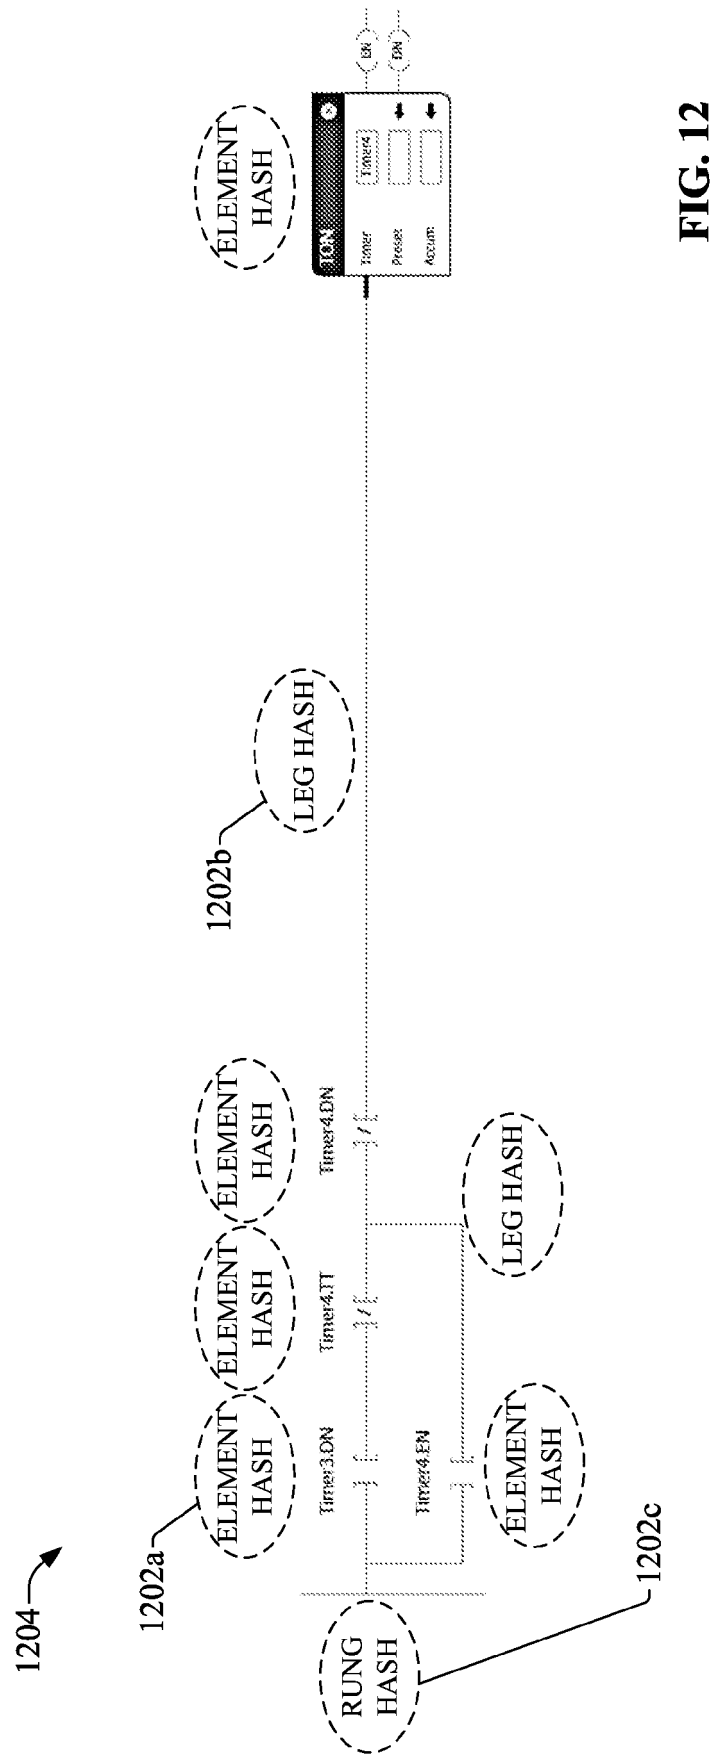 1204
1202a
ELEMENT
HASH
ELEMENT
HASH
ELEMENT
HASH
1202b
LEG HASH
ELEMENT
HASH
RUNG
HASH
1202c
Timer3.DN
Timer4.TT
Timer4.DN
Timer4.EN
ELEMENT
HASH
LEG HASH
TON
Timer
Timer4
Preset
Accum
EN
DN
FIG. 12